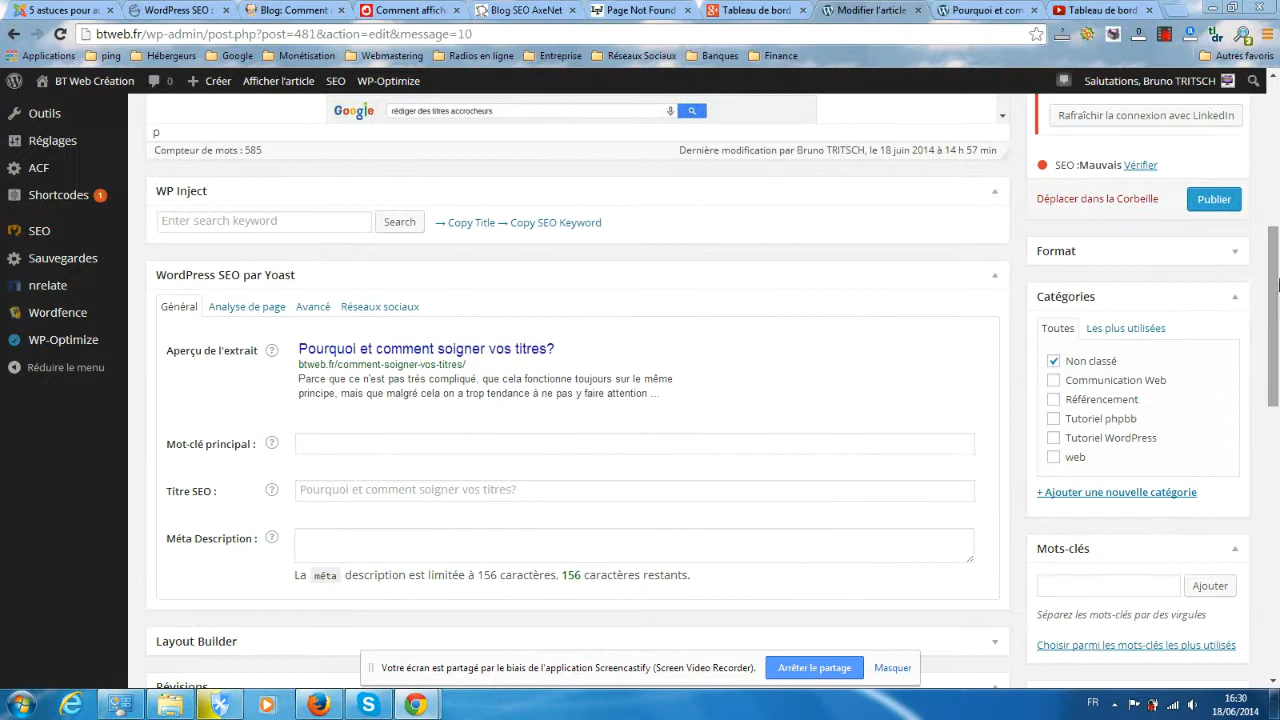 5 astuces pour au
WordPress SEO :
Blog: Comment e
Comment affiche
Blog SEO AxeNet
Page Not Found
Tableau de bord
Modifier l'article
Pourquoi et com
Tableau de bord
btweb.fr/wp-admin/post.php?post=481&action=edit&message=10
Applications
ping
Hébergeurs
Google
Monétisation
Webmastering
Radios en ligne
Entreprise
Réseaux Sociaux
Banques
Finance
Autres favoris
BT Web Création
0
Créer
Afficher l'article
SEO
WP-Optimize
Salutations, Bruno TRITSCH
Outils
Réglages
ACF
Shortcodes 1
SEO
Sauvegardes
nrelate
Wordfence
WP-Optimize
Réduire le menu
Google
rédiger des titres accrocheurs
p
Compteur de mots : 585
Dernière modification par Bruno TRITSCH, le 18 juin 2014 à 14 h 57 min
WP Inject
Enter search keyword
Search
→ Copy Title → Copy SEO Keyword
WordPress SEO par Yoast
Général
Analyse de page
Avancé
Réseaux sociaux
Aperçu de l'extrait
?
Pourquoi et comment soigner vos titres?
btweb.fr/comment-soigner-vos-titres/
Parce que ce n'est pas très compliqué, que cela fonctionne toujours sur le même
principe, mais que malgré cela on a trop tendance à ne pas y faire attention ...
Mot-clé principal :
?
Titre SEO :
?
Pourquoi et comment soigner vos titres?
Méta Description :
?
La méta description est limitée à 156 caractères, 156 caractères restants.
Layout Builder
Révisions
Rafraîchir la connexion avec LinkedIn
SEO :Mauvais Vérifier
Déplacer dans la Corbeille
Publier
Format
Catégories
Toutes
Les plus utilisées
Non classé
Communication Web
Référencement
Tutoriel phpbb
Tutoriel WordPress
web
+ Ajouter une nouvelle catégorie
Mots-clés
Ajouter
Séparez les mots-clés par des virgules
Choisir parmi les mots-clés les plus utilisés
Votre écran est partagé par le biais de l'application Screencastify (Screen Video Recorder).
Arrêter le partage
Masquer
FR
16:30
18/06/2014